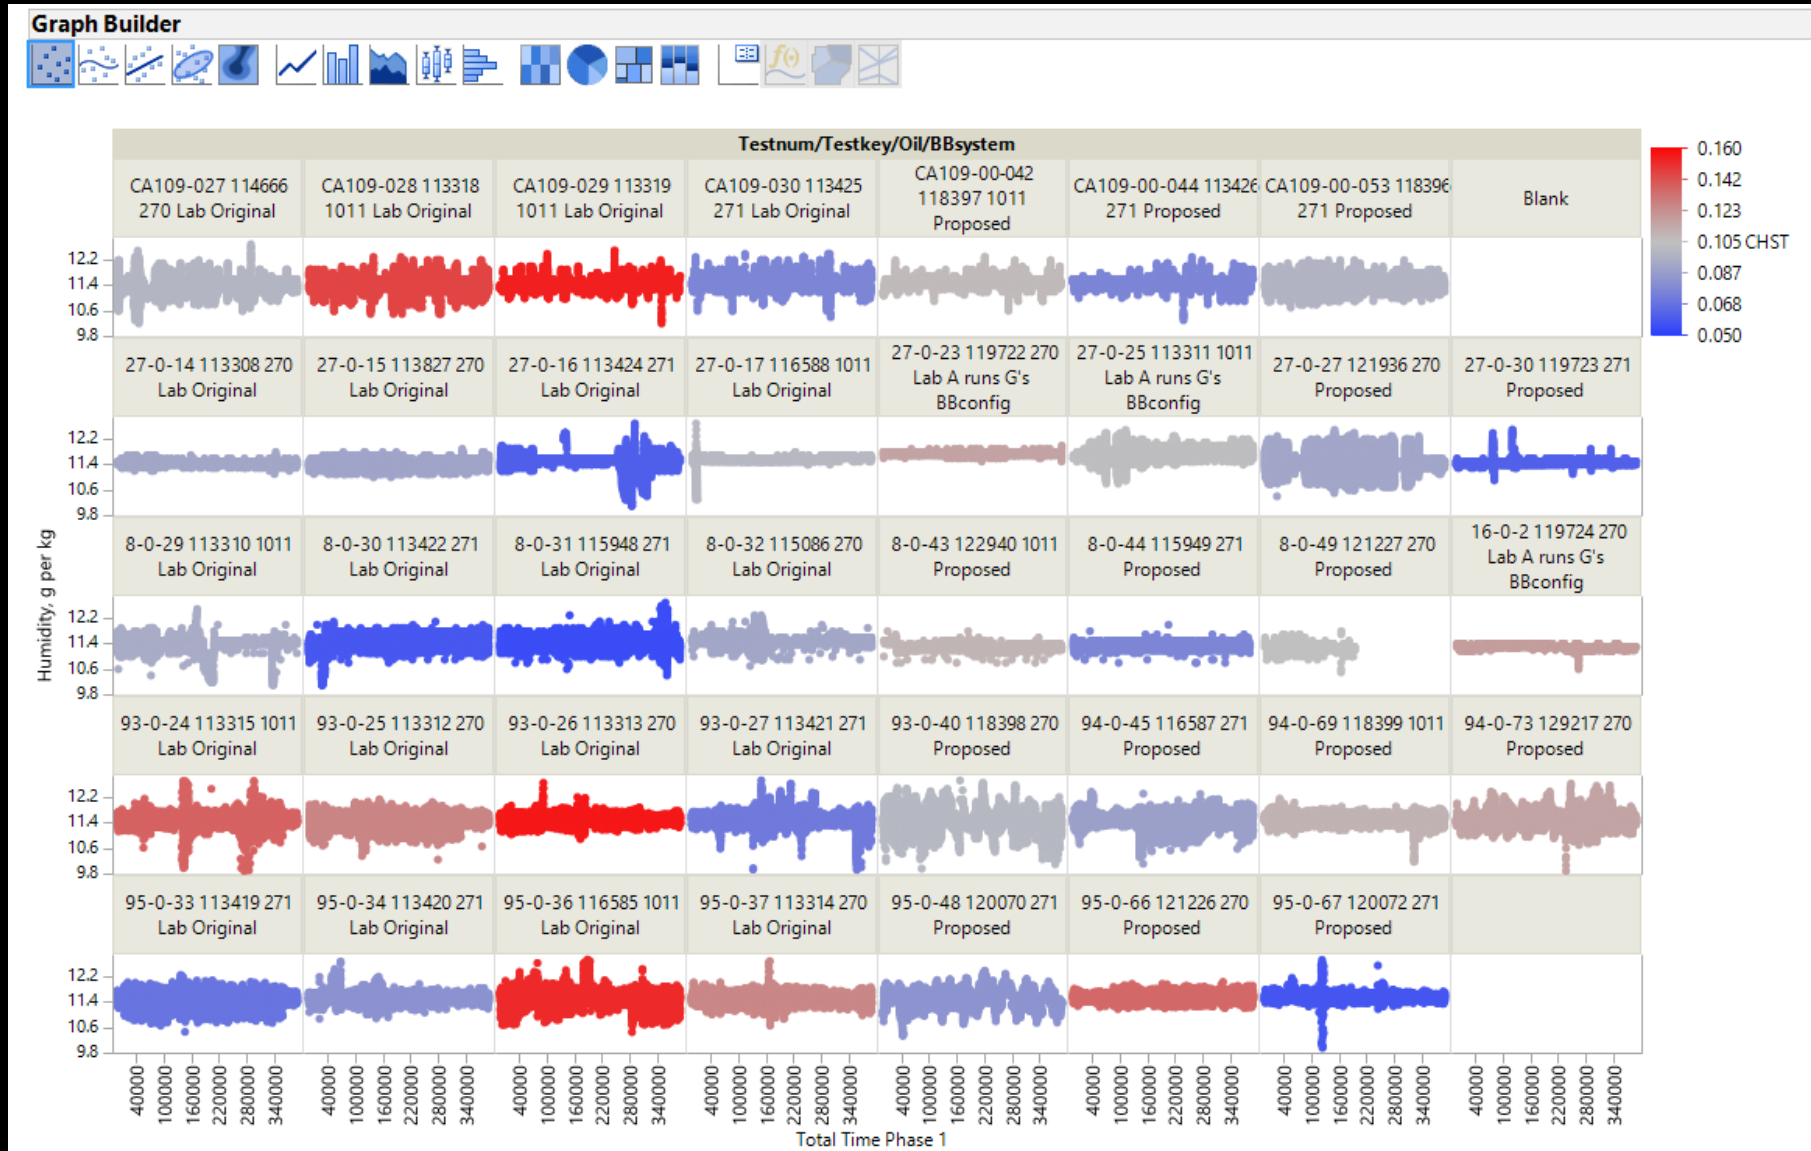 Graph Builder
Testnum/Testkey/Oil/BBsystem
CA109-027 114666
270 Lab Original
CA109-028 113318
1011 Lab Original
CA109-029 113319
1011 Lab Original
CA109-030 113425
271 Lab Original
CA109-00-042
118397 1011
Proposed
CA109-00-044 113426
271 Proposed
CA109-00-053 118396
271 Proposed
Blank
0.160
0.142
0.123
0.105 CHST
0.087
0.068
0.050
12.2
11.4
10.6
9.8
27-0-14 113308 270
Lab Original
27-0-15 113827 270
Lab Original
27-0-16 113424 271
Lab Original
27-0-17 116588 1011
Lab Original
27-0-23 119722 270
Lab A runs G's
BBconfig
27-0-25 113311 1011
Lab A runs G's
BBconfig
27-0-27 121936 270
Proposed
27-0-30 119723 271
Proposed
12.2
11.4
10.6
9.8
8-0-29 113310 1011
Lab Original
8-0-30 113422 271
Lab Original
8-0-31 115948 271
Lab Original
8-0-32 115086 270
Lab Original
8-0-43 122940 1011
Proposed
8-0-44 115949 271
Proposed
8-0-49 121227 270
Proposed
16-0-2 119724 270
Lab A runs G's
BBconfig
Humidity, g per kg
12.2
11.4
10.6
9.8
93-0-24 113315 1011
Lab Original
93-0-25 113312 270
Lab Original
93-0-26 113313 270
Lab Original
93-0-27 113421 271
Lab Original
93-0-40 118398 270
Proposed
94-0-45 116587 271
Proposed
94-0-69 118399 1011
Proposed
94-0-73 129217 270
Proposed
12.2
11.4
10.6
9.8
95-0-33 113419 271
Lab Original
95-0-34 113420 271
Lab Original
95-0-36 116585 1011
Lab Original
95-0-37 113314 270
Lab Original
95-0-48 120070 271
Proposed
95-0-66 121226 270
Proposed
95-0-67 120072 271
Proposed
12.2
11.4
10.6
9.8
40000 100000 160000 220000 280000 340000
40000 100000 160000 220000 280000 340000
40000 100000 160000 220000 280000 340000
40000 100000 160000 220000 280000 340000
40000 100000 160000 220000 280000 340000
40000 100000 160000 220000 280000 340000
40000 100000 160000 220000 280000 340000
40000 100000 160000 220000 280000 340000
Total Time Phase 1